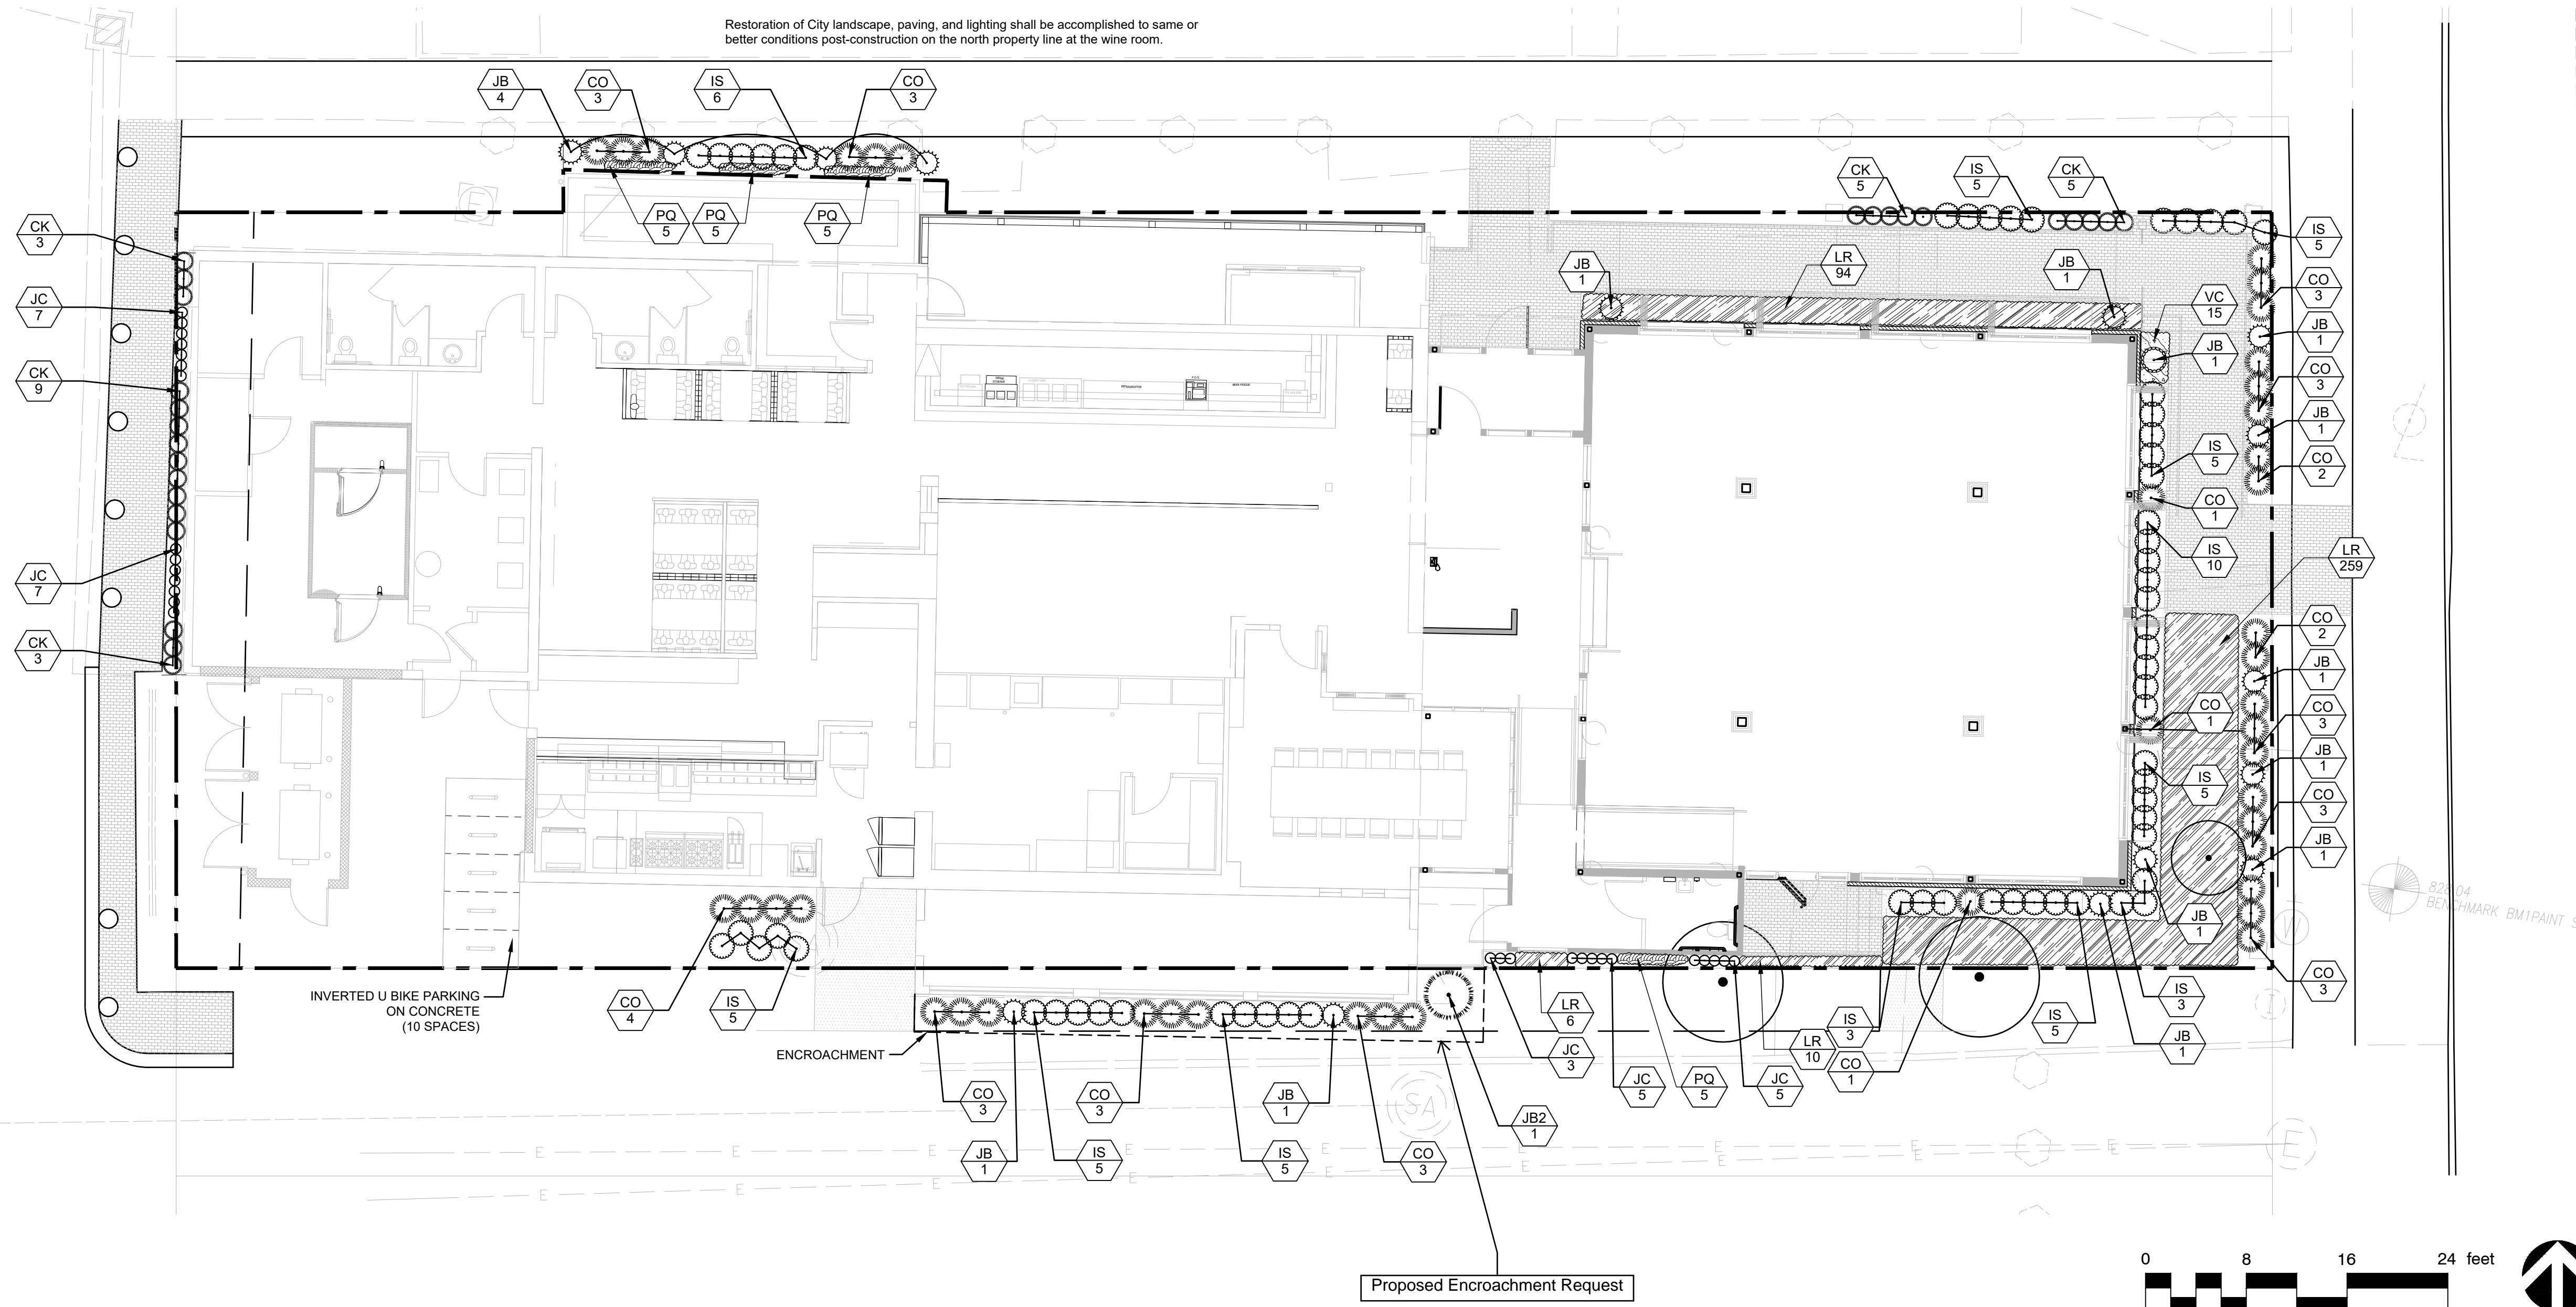 Restoration of City landscape, paving, and lighting shall be accomplished to same or
better conditions post-construction on the north property line at the wine room.
JB
4
CO
3
IS
6
CO
3
PQ
5
PQ
5
PQ
5
CK
5
IS
5
CK
5
IS
5
CK
3
JC
7
CK
9
JC
7
CK
3
JB
1
LR
94
JB
1
VC
15
JB
1
CO
3
JB
1
CO
3
JB
1
CO
2
IS
5
CO
1
IS
10
LR
259
CO
2
JB
1
CO
3
CO
1
JB
1
IS
5
CO
3
JB
1
JB
1
CO
3
828.04
BENCHMARK BM1PAINT S
W
I
E
E
INVERTED U BIKE PARKING
ON CONCRETE
(10 SPACES)
CO
4
IS
5
ENCROACHMENT
LR
6
IS
3
IS
5
IS
3
JB
1
LR
10
CO
1
JC
3
JC
5
PQ
5
JC
5
CO
3
CO
3
JB
1
SA
JB2
1
JB
1
IS
5
IS
5
CO
3
E E E E E E E
E E E E E E
Proposed Encroachment Request
0 8 16 24 feet